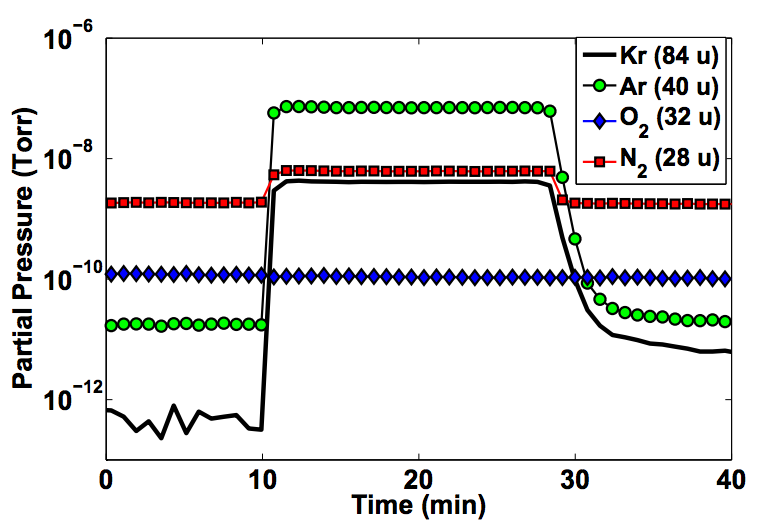 10⁻⁶
10⁻⁸
10⁻¹⁰
10⁻¹²
Partial Pressure (Torr)
Kr (84 u)
Ar (40 u)
O₂ (32 u)
N₂ (28 u)
0 10 20 30 40
Time (min)